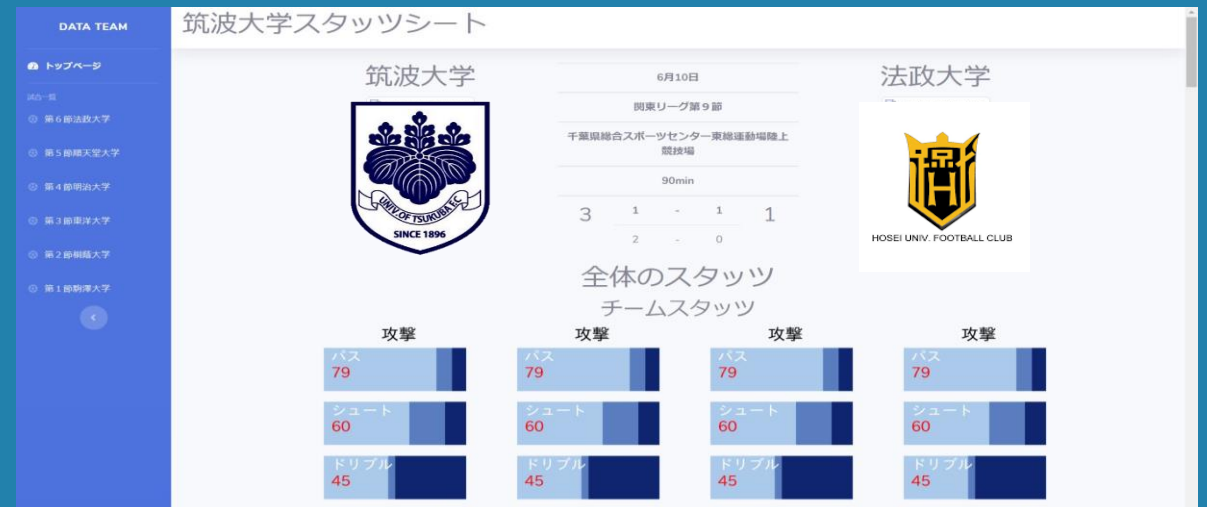 DATA TEAM
トップページ
試合一覧
第6節法政大学
第5節順天堂大学
第4節明治大学
第3節東洋大学
第2節桐蔭大学
第1節駒澤大学
筑波大学スタッツシート
筑波大学
UNIV. OF TSUKUBA F.C
SINCE 1896
6月10日
関東リーグ第9節
千葉県総合スポーツセンター東総運動場陸上
競技場
90min
3 1 - 1 1
2 - 0
法政大学
HOSEI UNIV. FOOTBALL CLUB
全体のスタッツ
チームスタッツ
攻撃 攻撃 攻撃 攻撃
パス パス パス パス
79 79 79 79
シュート シュート シュート シュート
60 60 60 60
ドリブル ドリブル ドリブル ドリブル
45 45 45 45